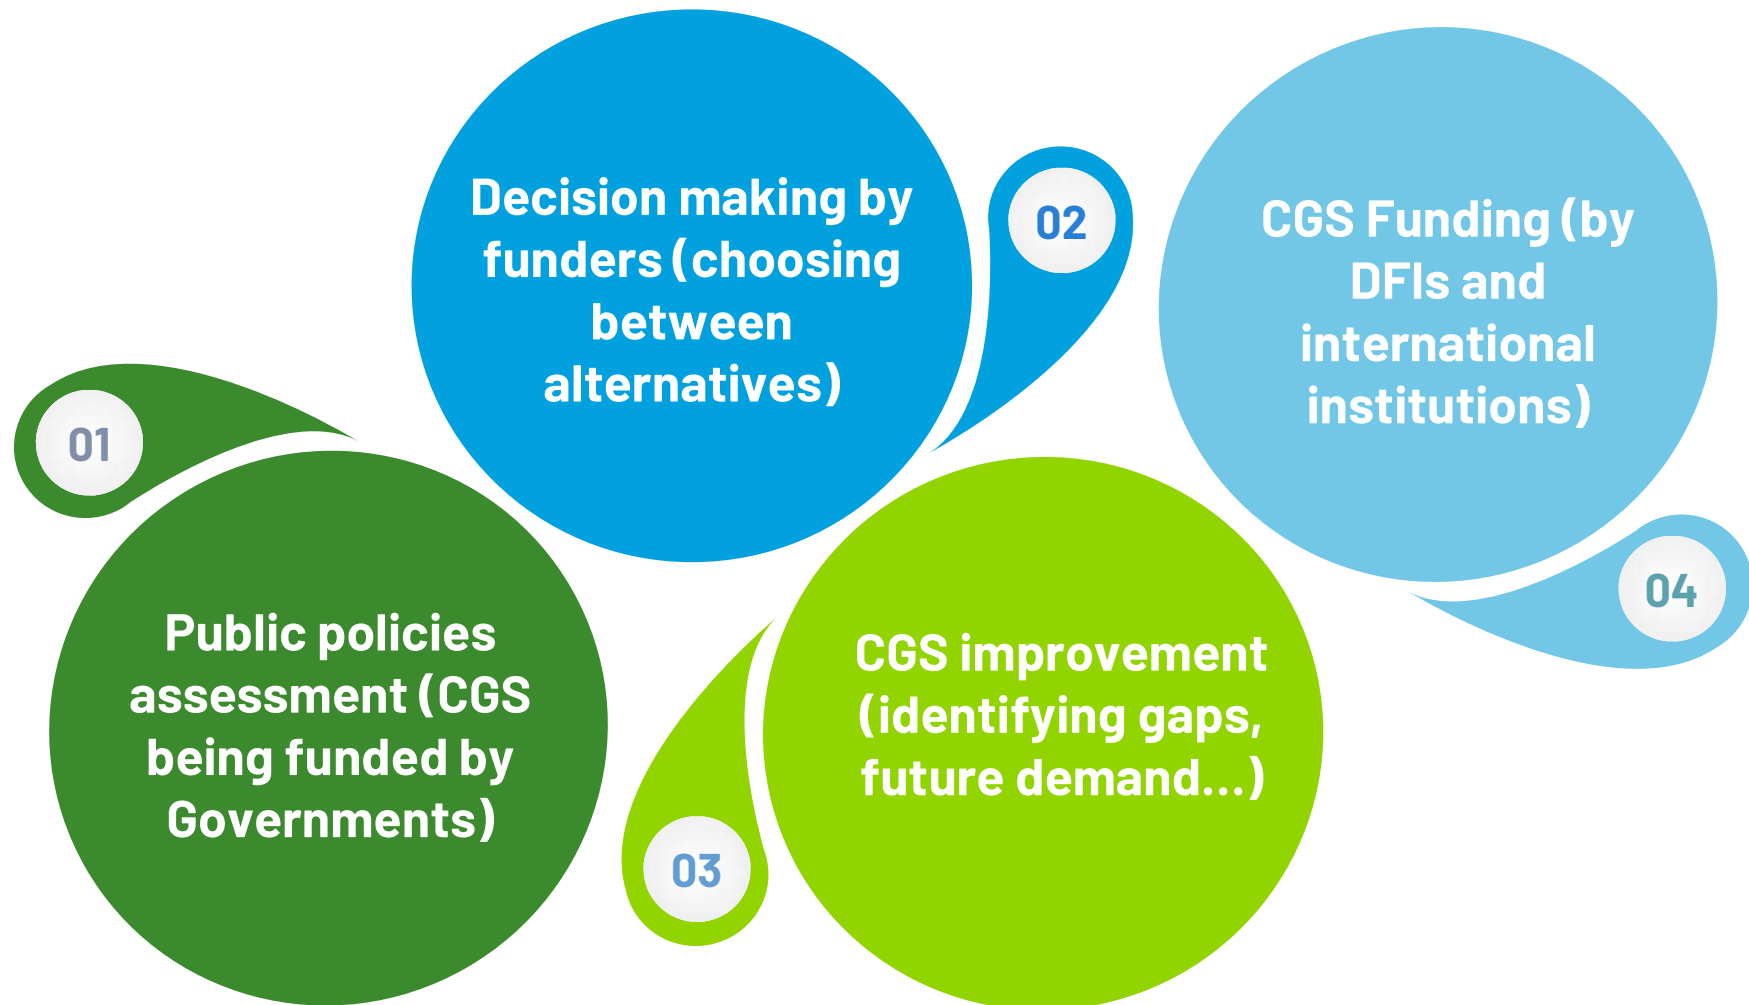 01
Public policies
assessment (CGS
being funded by
Governments)
02
Decision making by
funders (choosing
between
alternatives)
03
CGS improvement
(identifying gaps,
future demand...)
04
CGS Funding (by
DFIs and
international
institutions)